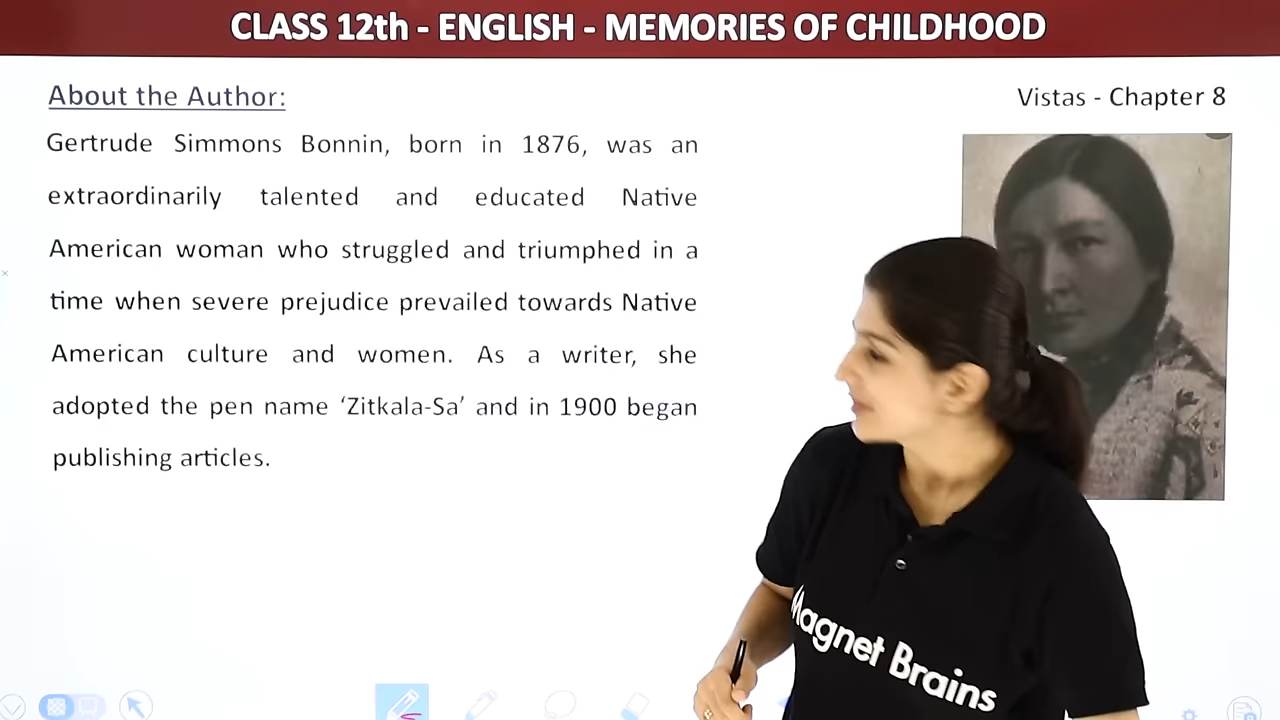 CLASS 12th - ENGLISH - MEMORIES OF CHILDHOOD
About the Author:
Vistas - Chapter 8
Gertrude Simmons Bonnin, born in 1876, was an
extraordinarily talented and educated Native
American woman who struggled and triumphed in a
time when severe prejudice prevailed towards Native
American culture and women. As a writer, she
adopted the pen name ‘Zitkala-Sa’ and in 1900 began
publishing articles.
Magnet Brains